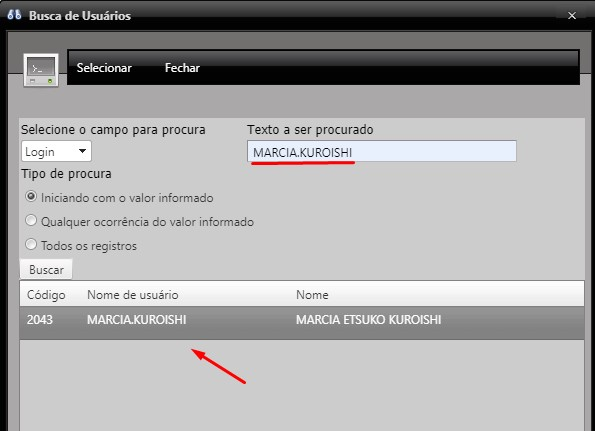 Busca de Usuários
Selecionar Fechar
Selecione o campo para procura Texto a ser procurado
Login MARCIA.KUROISHI
Tipo de procura
Iniciando com o valor informado
Qualquer ocorrência do valor informado
Todos os registros
Buscar
Código Nome de usuário Nome
2043 MARCIA.KUROISHI MARCIA ETSUKO KUROISHI